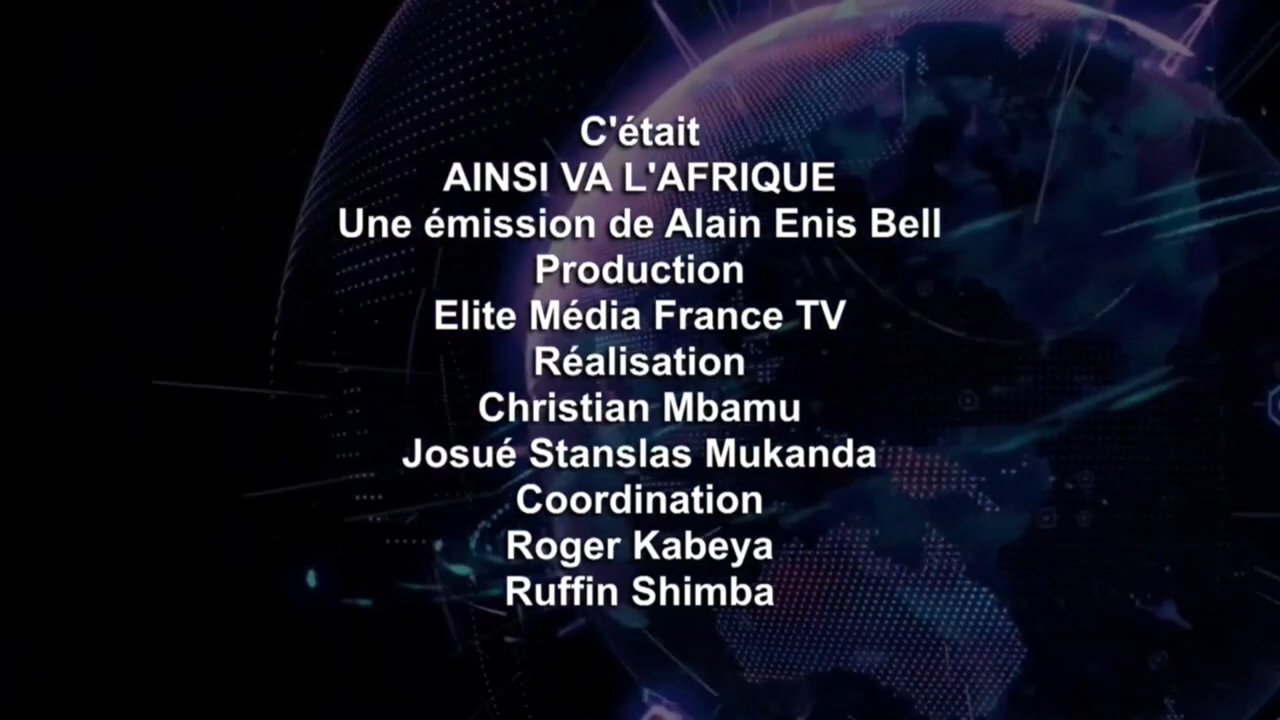 C'était
AINSI VA L'AFRIQUE
Une émission de Alain Enis Bell
Production
Elite Média France TV
Réalisation
Christian Mbamu
Josué Stanslas Mukanda
Coordination
Roger Kabeya
Ruffin Shimba